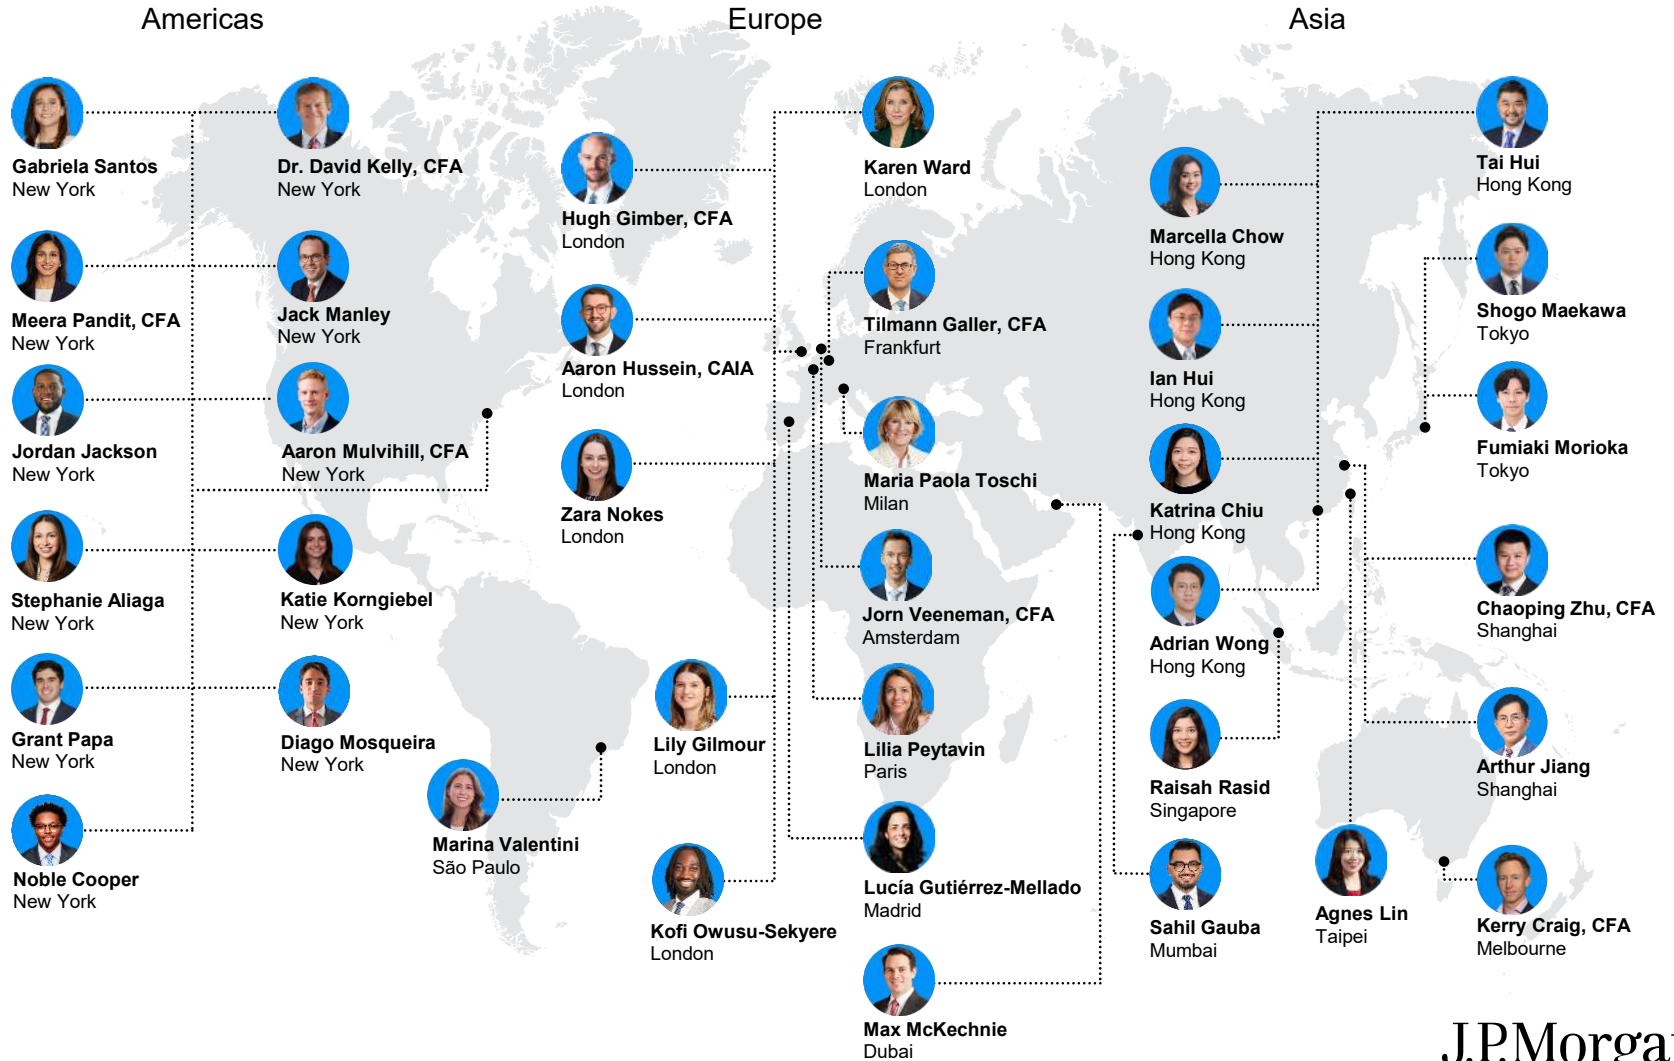 Americas
Europe
Asia
Gabriela Santos
New York
Dr. David Kelly, CFA
New York
Meera Pandit, CFA
New York
Jack Manley
New York
Jordan Jackson
New York
Aaron Mulvihill, CFA
New York
Stephanie Aliaga
New York
Katie Korngiebel
New York
Grant Papa
New York
Diago Mosqueira
New York
Noble Cooper
New York
Marina Valentini
São Paulo
Hugh Gimber, CFA
London
Karen Ward
London
Aaron Hussein, CAIA
London
Tilmann Galler, CFA
Frankfurt
Zara Nokes
London
Maria Paola Toschi
Milan
Jorn Veeneman, CFA
Amsterdam
Lily Gilmour
London
Lilia Peytavin
Paris
Kofi Owusu-Sekyere
London
Lucía Gutiérrez-Mellado
Madrid
Max McKechnie
Dubai
Marcella Chow
Hong Kong
Tai Hui
Hong Kong
Ian Hui
Hong Kong
Shogo Maekawa
Tokyo
Katrina Chiu
Hong Kong
Fumiaki Morioka
Tokyo
Adrian Wong
Hong Kong
Chaoping Zhu, CFA
Shanghai
Raisah Rasid
Singapore
Arthur Jiang
Shanghai
Sahil Gauba
Mumbai
Agnes Lin
Taipei
Kerry Craig, CFA
Melbourne
J.P.Morga